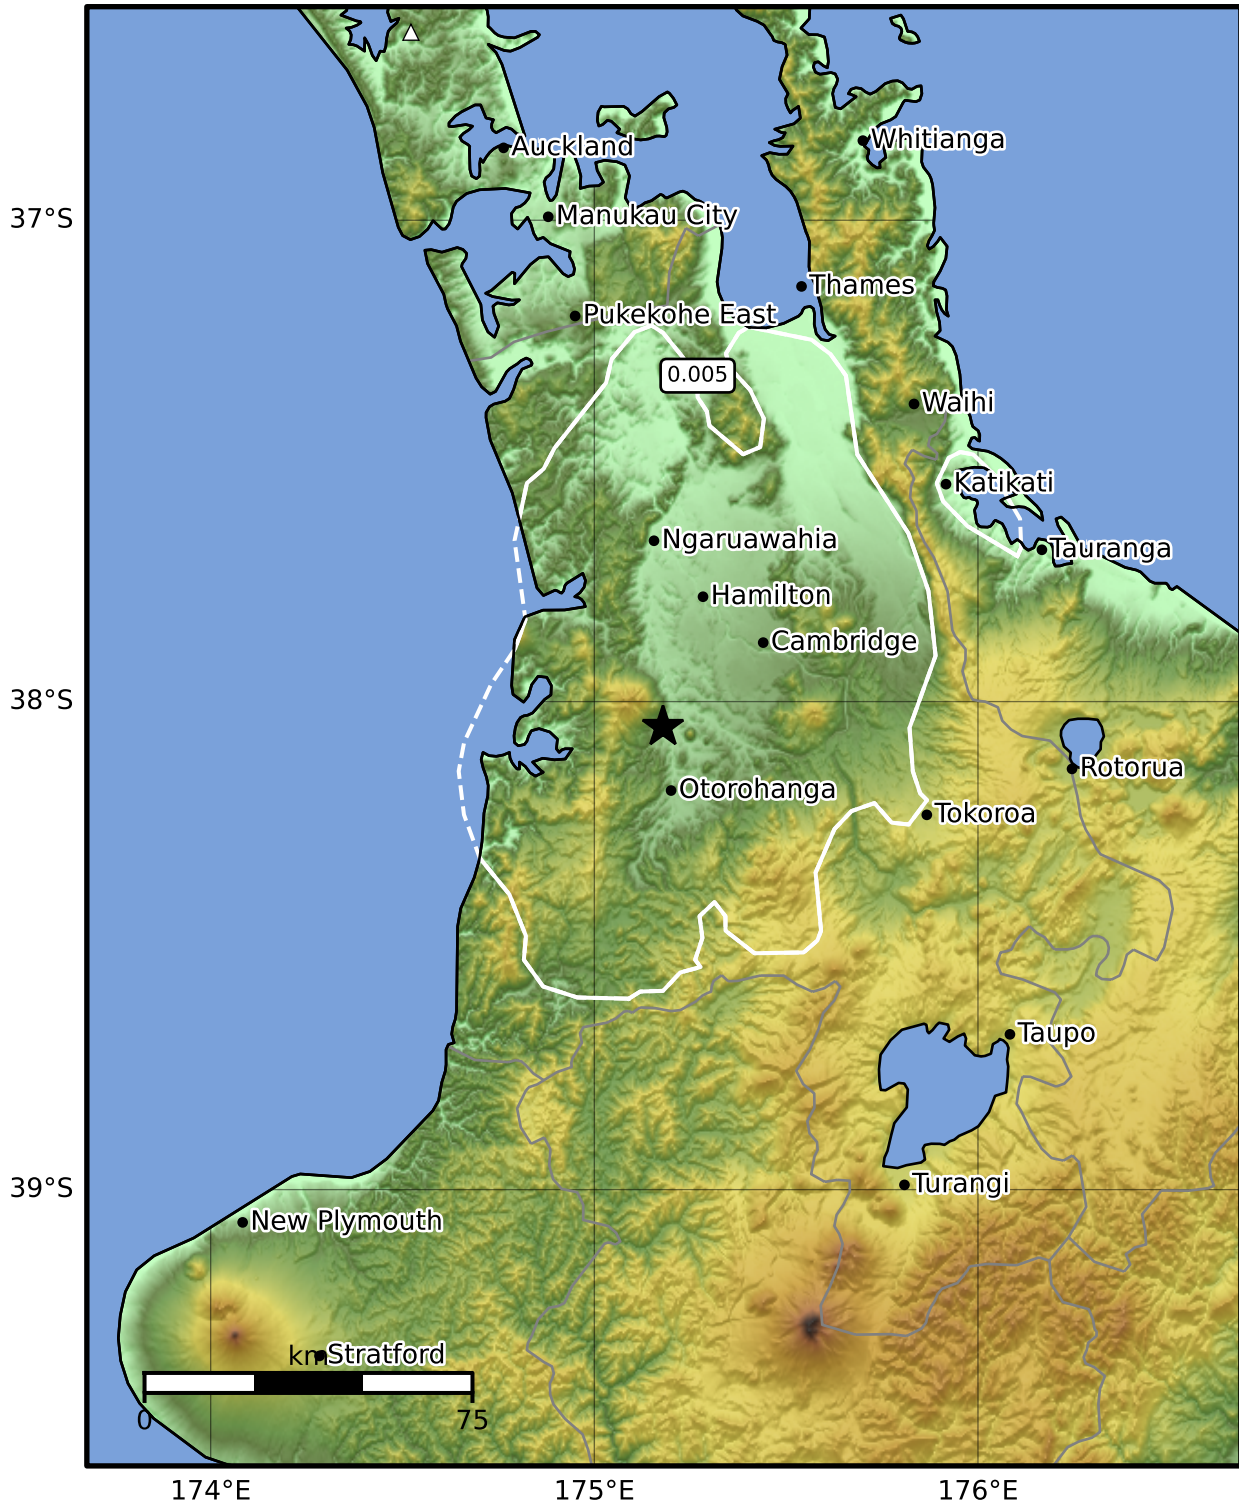 Whitianga
Auckland
37°S
Manukau City
Thames
Pukekohe East
0.005
Waihi
Katikati
Ngaruawahia
Tauranga
Hamilton
Cambridge
38°S
Rotorua
Otorohanga
Tokoroa
Taupo
39°S
Turangi
New Plymouth
km
Stratford
0
75
174°E
175°E
176°E